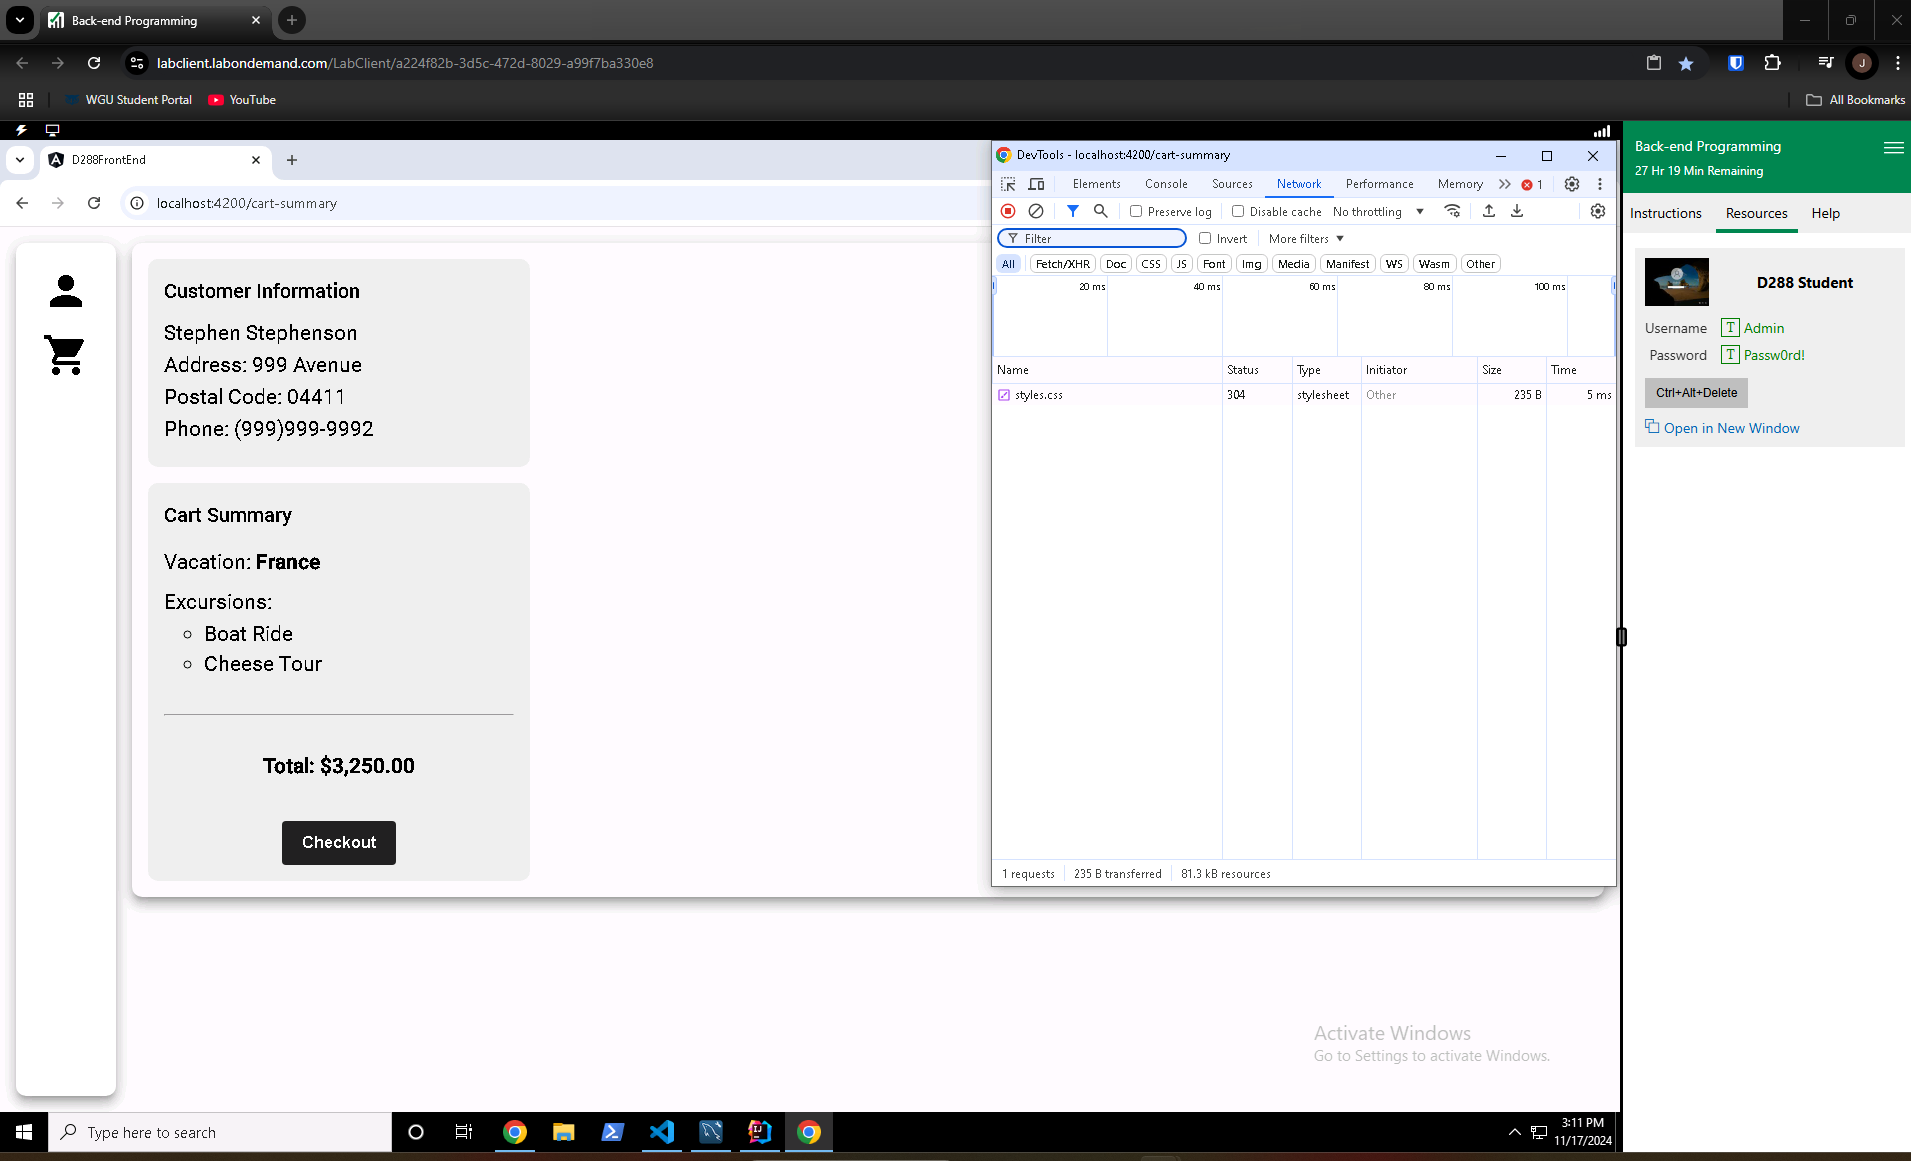 Back-end Programming
labclient.labondemand.com/LabClient/a224f82b-3d5c-472d-8029-a99f7ba330e8
J
WGU Student Portal
YouTube
All Bookmarks
D288FrontEnd
localhost:4200/cart-summary
Customer Information
Stephen Stephenson
Address: 999 Avenue
Postal Code: 04411
Phone: (999)999-9992
Cart Summary
Vacation: France
Excursions:
Boat Ride
Cheese Tour
Total: $3,250.00
Checkout
DevTools - localhost:4200/cart-summary
Elements Console Sources Network Performance Memory 1
Preserve log Disable cache No throttling
Filter Invert More filters
All Fetch/XHR Doc CSS JS Font Img Media Manifest WS Wasm Other
20 ms 40 ms 60 ms 80 ms 100 ms
Name Status Type Initiator Size Time
styles.css 304 stylesheet Other 235 B 5 ms
1 requests 235 B transferred 81.3 kB resources
Back-end Programming
27 Hr 19 Min Remaining
Instructions Resources Help
D288 Student
Username T Admin
Password T Passw0rd!
Ctrl+Alt+Delete
Open in New Window
Activate Windows
Go to Settings to activate Windows.
Type here to search
3:11 PM
11/17/2024